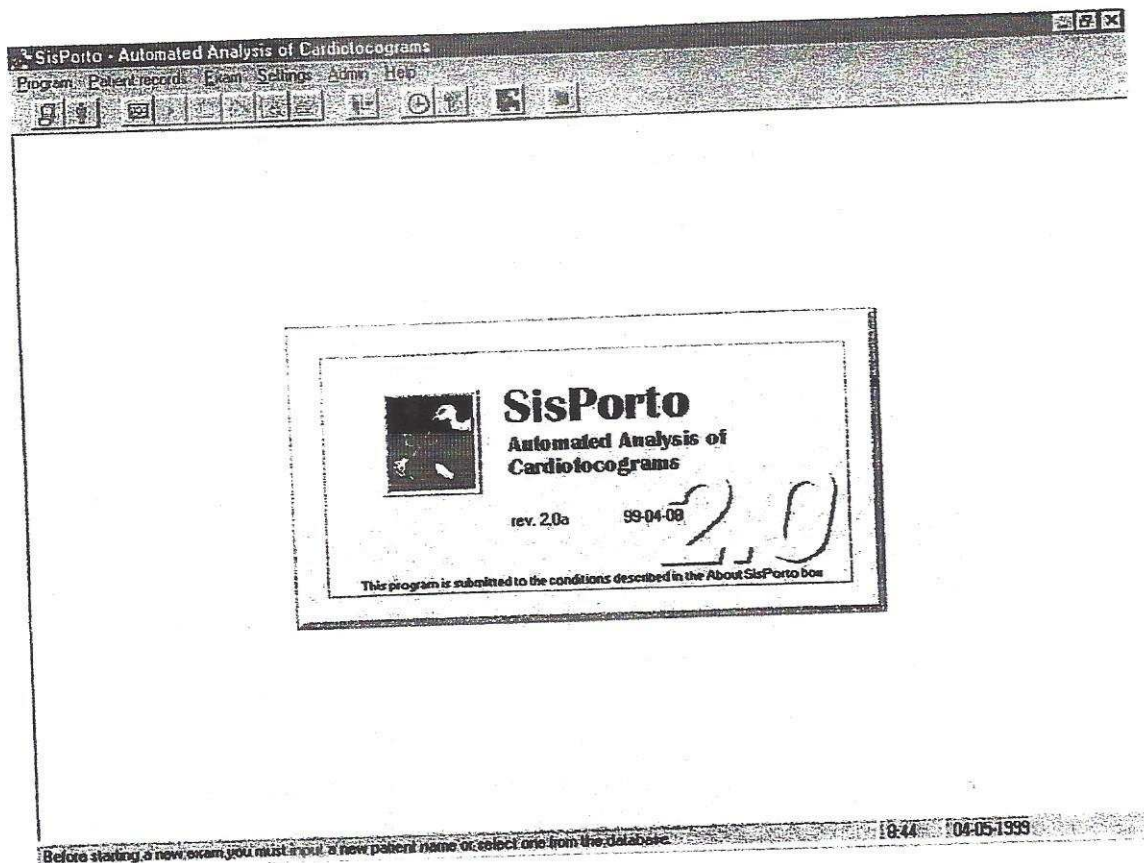 SisPorto - Automated Analysis of Cardiotocograms
Program Patient records Exam Settings Admin Help
SisPorto
Automated Analysis of
Cardiotocograms
rev. 2.0a 99-04-08
2.0
This program is submitted to the conditions described in the About SisPorto box
Before starting a new exam you must input a new patient name or select one from the database. 9:44 04-05-1999